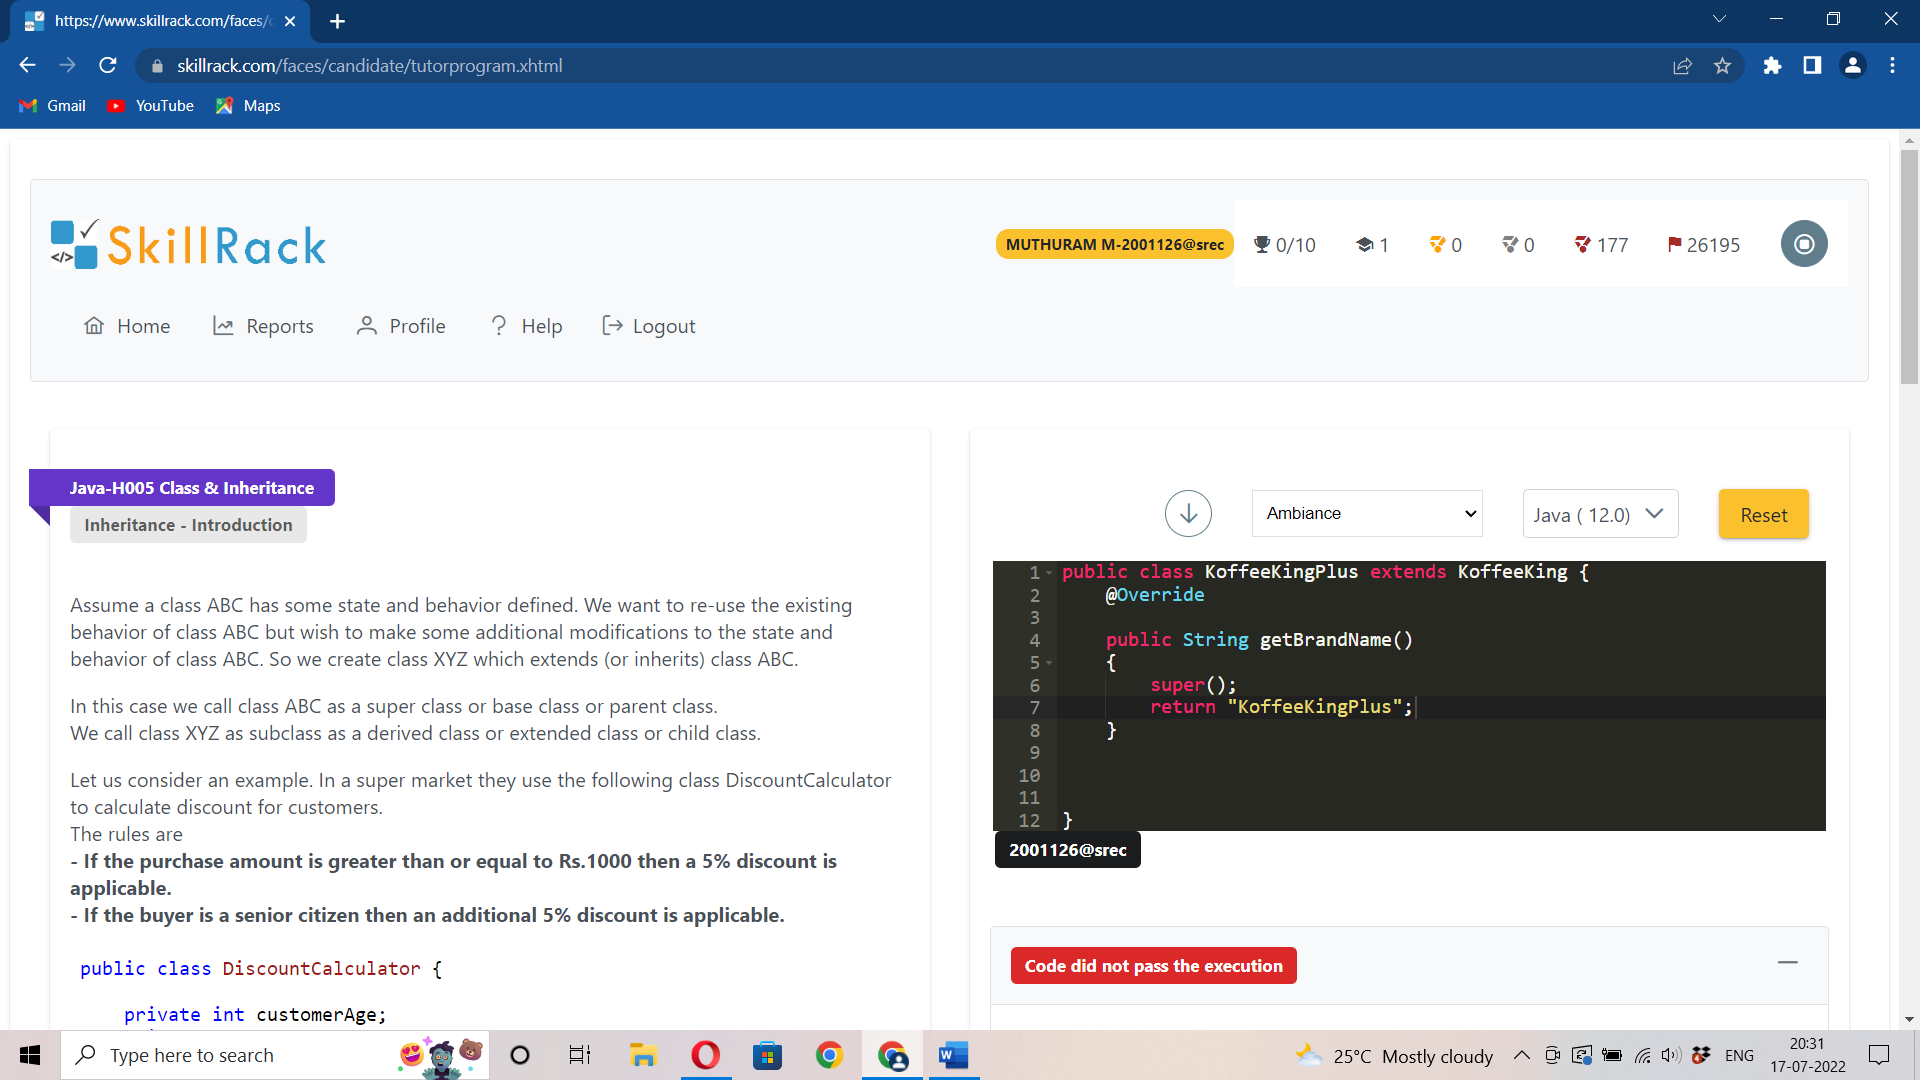 https://www.skillrack.com/faces/c
skillrack.com/faces/candidate/tutorprogram.xhtml
Gmail YouTube Maps
SkillRack
MUTHURAM M-2001126@srec 0/10 1 0 0 177 26195
Home Reports Profile Help Logout
Java-H005 Class & Inheritance
Inheritance - Introduction
Assume a class ABC has some state and behavior defined. We want to re-use the existing
behavior of class ABC but wish to make some additional modifications to the state and
behavior of class ABC. So we create class XYZ which extends (or inherits) class ABC.
In this case we call class ABC as a super class or base class or parent class.
We call class XYZ as subclass as a derived class or extended class or child class.
Let us consider an example. In a super market they use the following class DiscountCalculator
to calculate discount for customers.
The rules are
- If the purchase amount is greater than or equal to Rs.1000 then a 5% discount is
applicable.
- If the buyer is a senior citizen then an additional 5% discount is applicable.
public class DiscountCalculator {
private int customerAge;
Ambiance Java ( 12.0) Reset
1 public class KoffeeKingPlus extends KoffeeKing {
2 @Override
3
4 public String getBrandName()
5 {
6 super();
7 return "KoffeeKingPlus";
8 }
9
10
11
12 }
2001126@srec
Code did not pass the execution
Type here to search
25°C Mostly cloudy ENG 20:31
17-07-2022